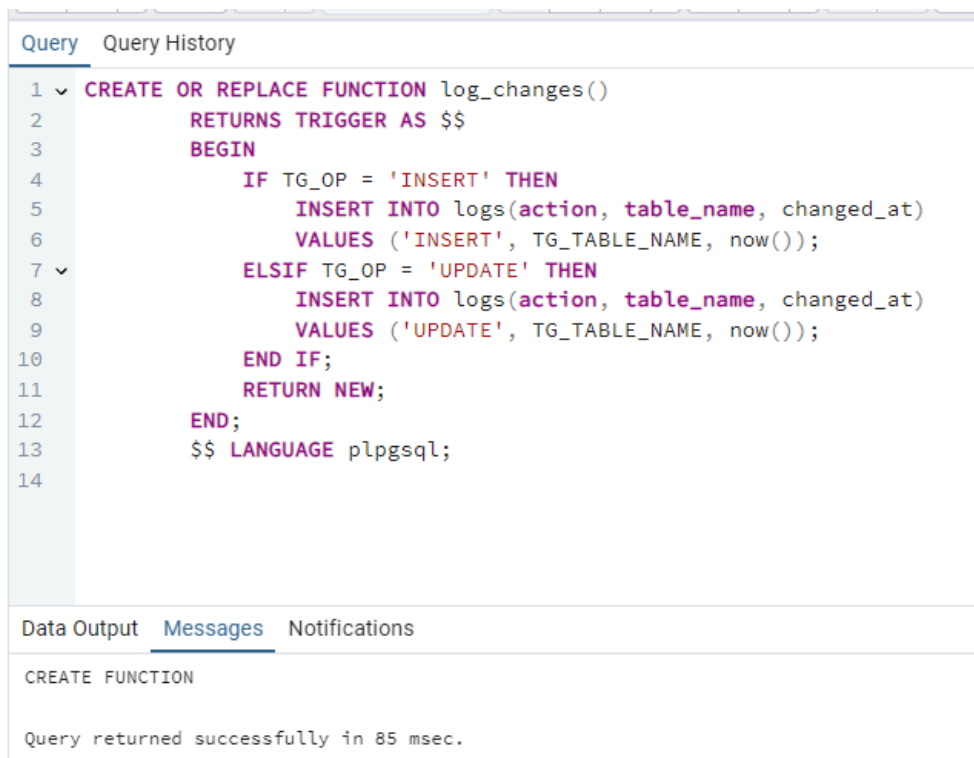 Query Query History
1 CREATE OR REPLACE FUNCTION log_changes()
2 RETURNS TRIGGER AS $$
3 BEGIN
4 IF TG_OP = 'INSERT' THEN
5 INSERT INTO logs(action, table_name, changed_at)
6 VALUES ('INSERT', TG_TABLE_NAME, now());
7 ELSIF TG_OP = 'UPDATE' THEN
8 INSERT INTO logs(action, table_name, changed_at)
9 VALUES ('UPDATE', TG_TABLE_NAME, now());
10 END IF;
11 RETURN NEW;
12 END;
13 $$ LANGUAGE plpgsql;
14
Data Output Messages Notifications
CREATE FUNCTION
Query returned successfully in 85 msec.